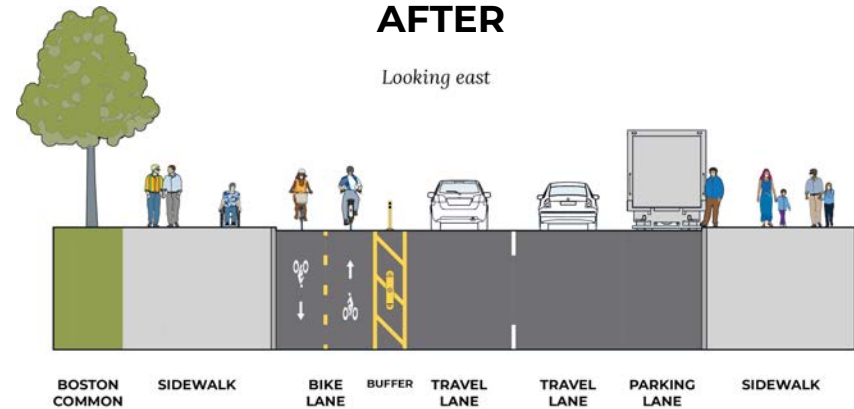 AFTER
Looking east
BOSTON
COMMON
SIDEWALK
BIKE
LANE
BUFFER
TRAVEL
LANE
TRAVEL
LANE
PARKING
LANE
SIDEWALK